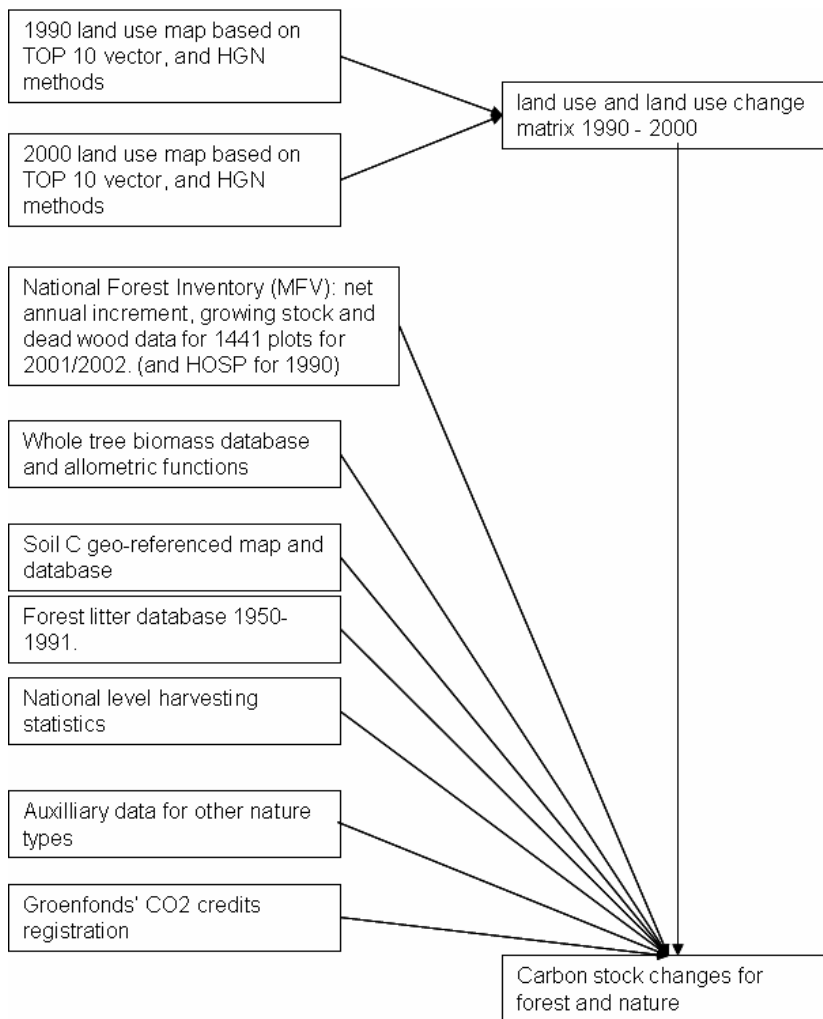 1990 land use map based on
TOP 10 vector, and HGN
methods
land use and land use change
matrix 1990 - 2000
2000 land use map based on
TOP 10 vector, and HGN
methods
National Forest Inventory (MFV): net
annual increment, growing stock and
dead wood data for 1441 plots for
2001/2002. (and HOSP for 1990)
Whole tree biomass database
and allometric functions
Soil C geo-referenced map and
database
Forest litter database 1950-
1991.
National level harvesting
statistics
Auxilliary data for other nature
types
Groenfonds' CO2 credits
registration
Carbon stock changes for
forest and nature